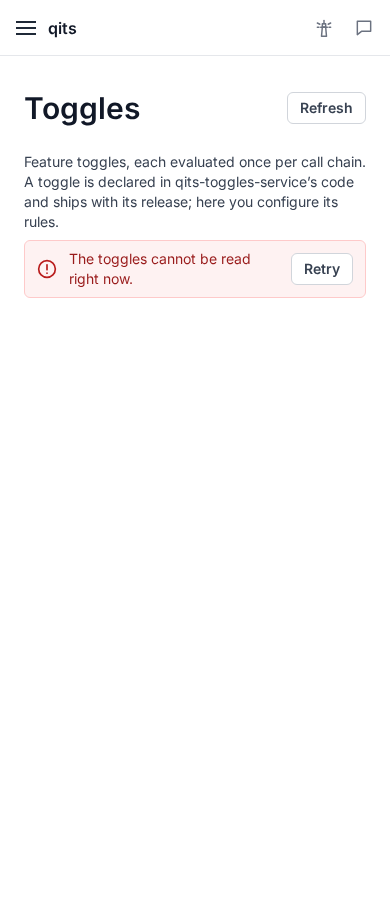 qits
Toggles
Refresh
Feature toggles, each evaluated once per call chain.
A toggle is declared in qits-toggles-service’s code
and ships with its release; here you configure its
rules.
The toggles cannot be read
right now.
Retry